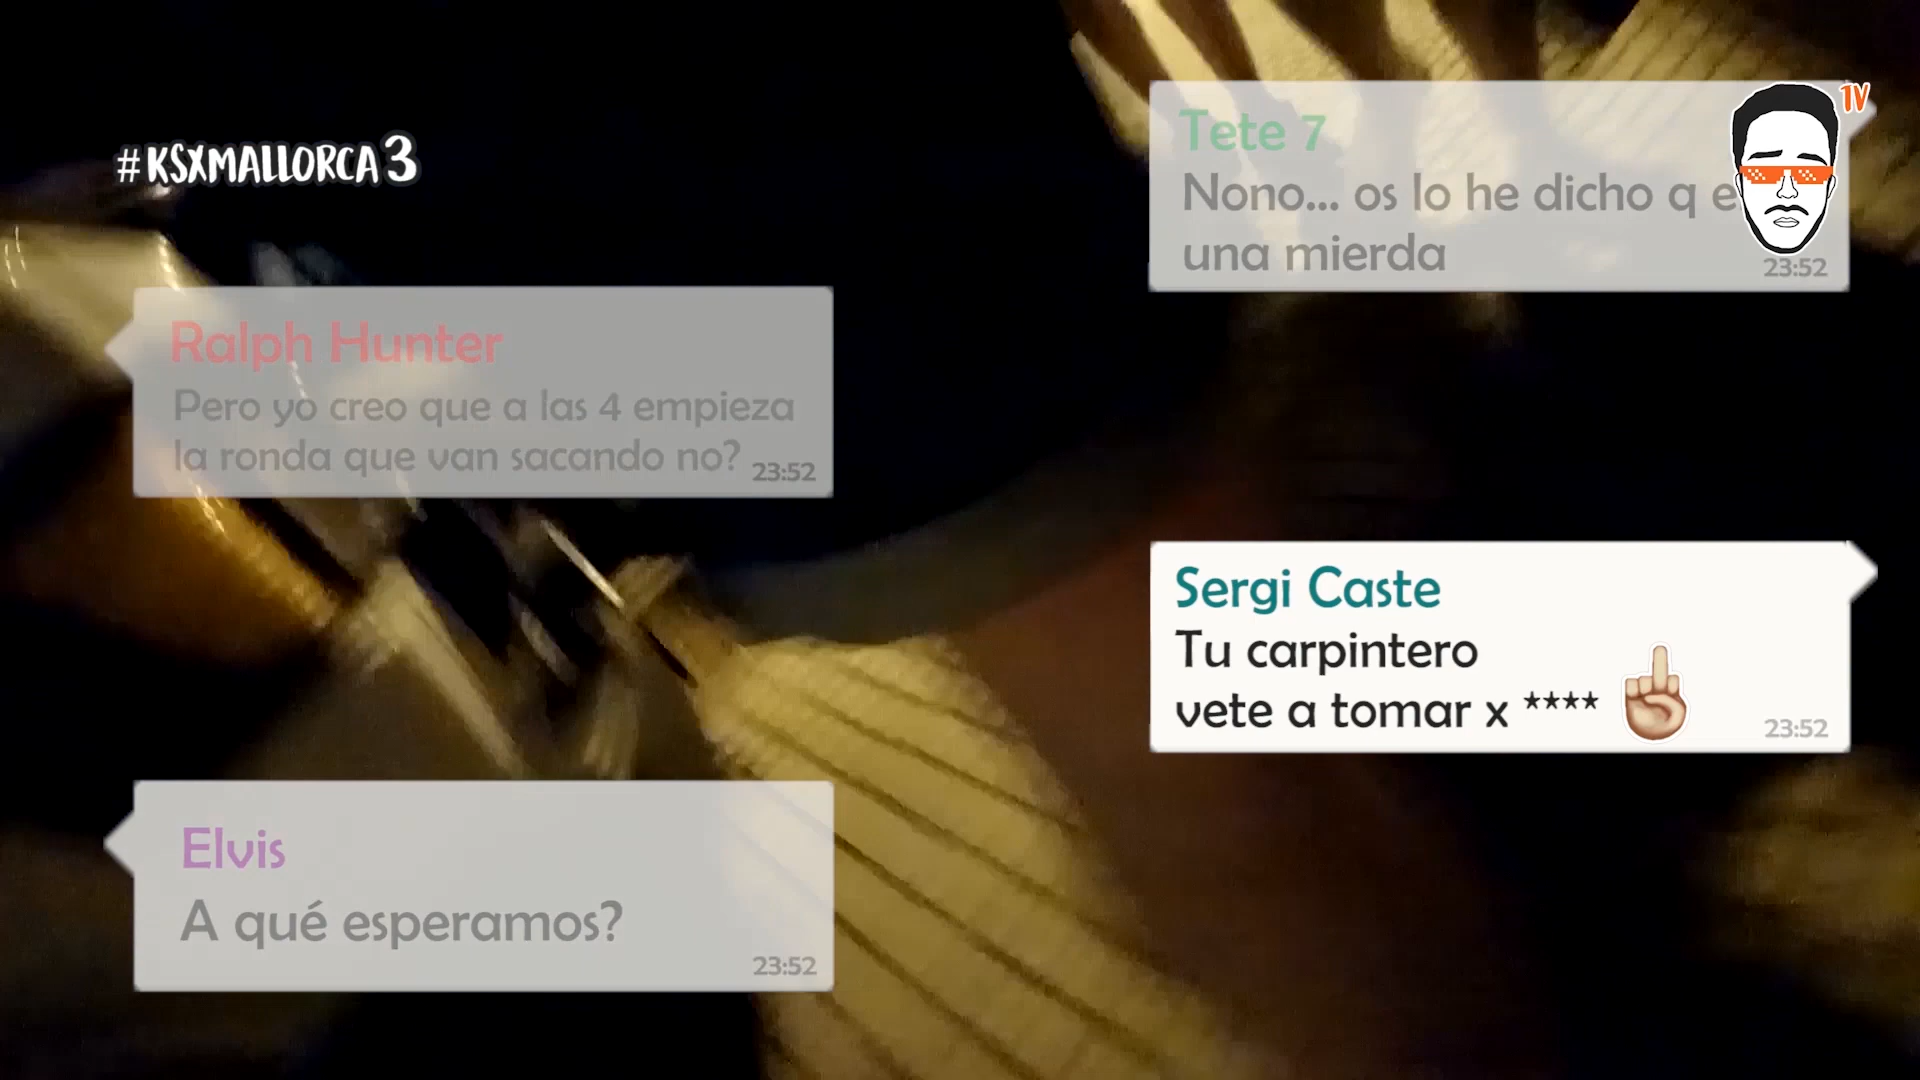 #KSXMALLORCA3
TV
Tete 7
Nono... os lo he dicho q
una mierda
23:52
Ralph Hunter
Pero yo creo que a las 4 empieza
la ronda que van sacando no?
23:52
Sergi Caste
Tu carpintero
vete a tomar x ****
23:52
Elvis
A qué esperamos?
23:52